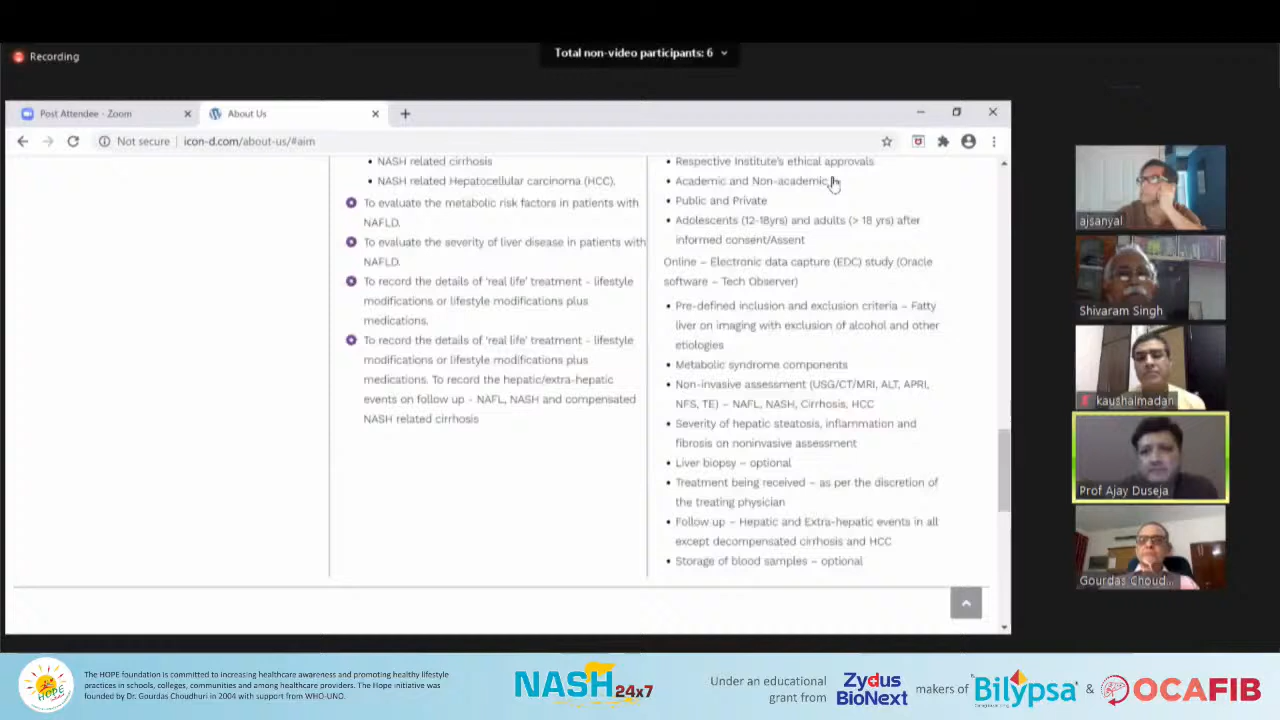 Recording
Total non-video participants: 6
Post Attendee - Zoom
About Us
Not secure
icon-d.com/about-us/#aim
NASH related cirrhosis
NASH related Hepatocellular carcinoma (HCC).
To evaluate the metabolic risk factors in patients with
NAFLD.
To evaluate the severity of liver disease in patients with
NAFLD.
To record the details of 'real life' treatment - lifestyle
modifications or lifestyle modifications plus
medications.
To record the details of 'real life' treatment - lifestyle
modifications or lifestyle modifications plus
medications. To record the hepatic/extra-hepatic
events on follow up - NAFL, NASH and compensated
NASH related cirrhosis
Respective Institute's ethical approvals
Academic and Non-academic
Public and Private
Adolescents (12-18yrs) and adults (> 18 yrs) after
informed consent/Assent
Online – Electronic data capture (EDC) study (Oracle
software – Tech Observer)
Pre-defined inclusion and exclusion criteria – Fatty
liver on imaging with exclusion of alcohol and other
etiologies
Metabolic syndrome components
Non-invasive assessment (USG/CT/MRI, ALT, APRI,
NFS, TE) – NAFL, NASH, Cirrhosis, HCC
Severity of hepatic steatosis, inflammation and
fibrosis on noninvasive assessment
Liver biopsy – optional
Treatment being received – as per the discretion of
the treating physician
Follow up – Hepatic and Extra-hepatic events in all
except decompensated cirrhosis and HCC
Storage of blood samples – optional
ajsanyal
Shivaram Singh
kaushalmadan
Prof Ajay Duseja
Gourdas Choud...
HOPE
The HOPE foundation is committed to increasing healthcare awareness and promoting healthy lifestyle
practices in schools, colleges, communities and among healthcare providers. The Hope initiative was
founded by Dr. Gourdas Choudhuri in 2004 with support from WHO-UNO.
NASH 24x7
Under an educational
grant from
Zydus
BioNext
makers of
Bilypsa
&
OCAFIB